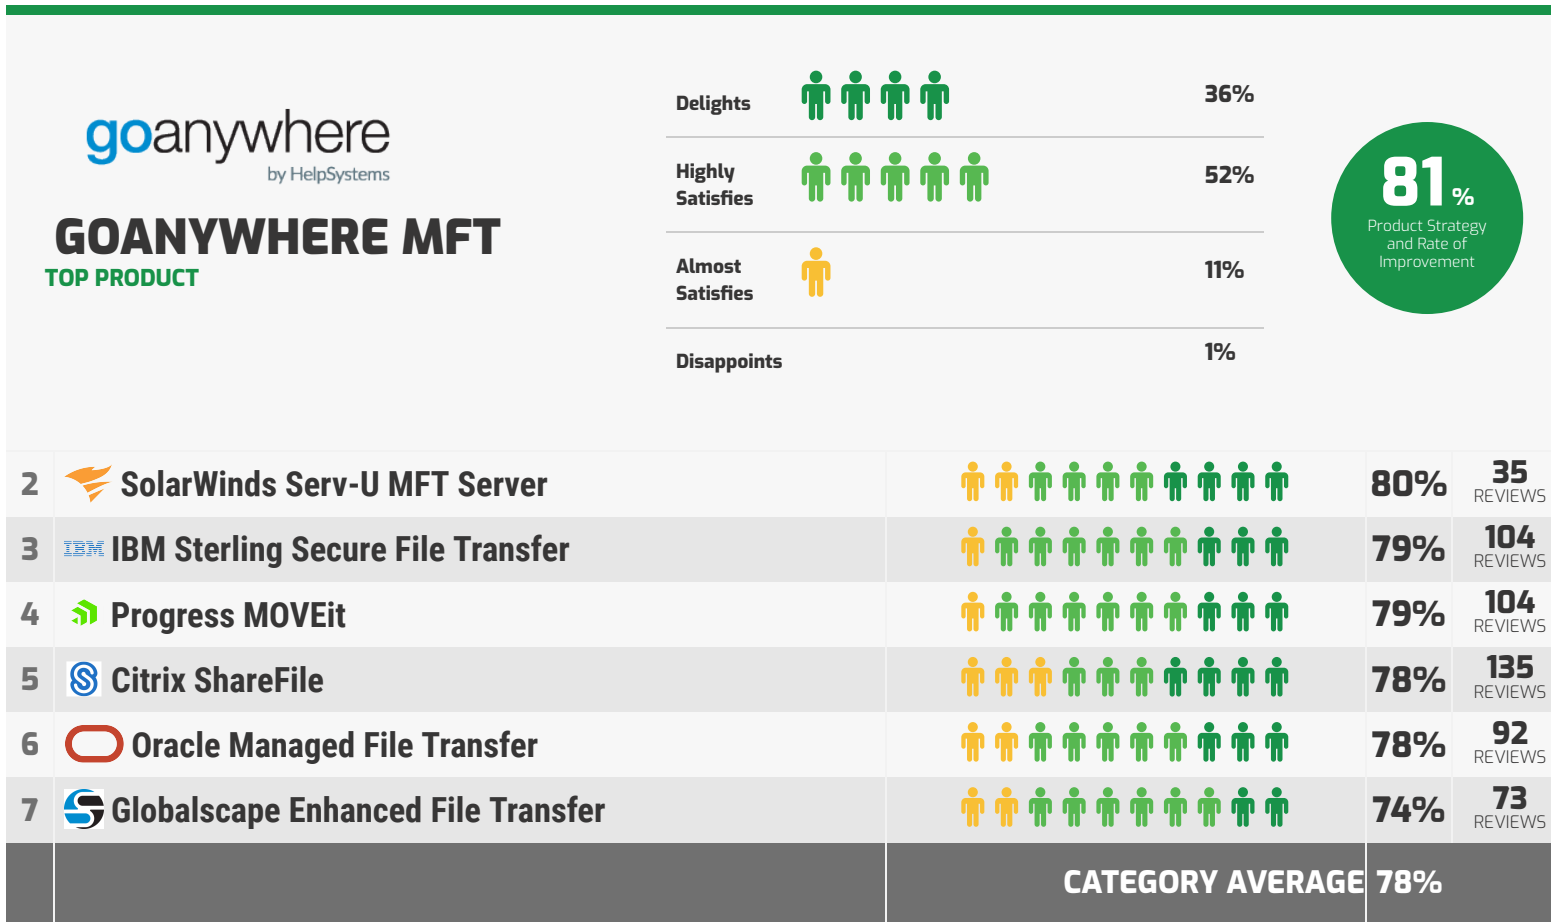 goanywhere
by HelpSystems
GOANYWHERE MFT
TOP PRODUCT
Delights 36%
Highly
Satisfies 52%
Almost
Satisfies 11%
Disappoints 1%
81%
Product Strategy
and Rate of
Improvement
2 SolarWinds Serv-U MFT Server 80% 35
REVIEWS
3 IBM IBM Sterling Secure File Transfer 79% 104
REVIEWS
4 Progress MOVEit 79% 104
REVIEWS
5 Citrix ShareFile 78% 135
REVIEWS
6 Oracle Managed File Transfer 78% 92
REVIEWS
7 Globalscape Enhanced File Transfer 74% 73
REVIEWS
CATEGORY AVERAGE 78%